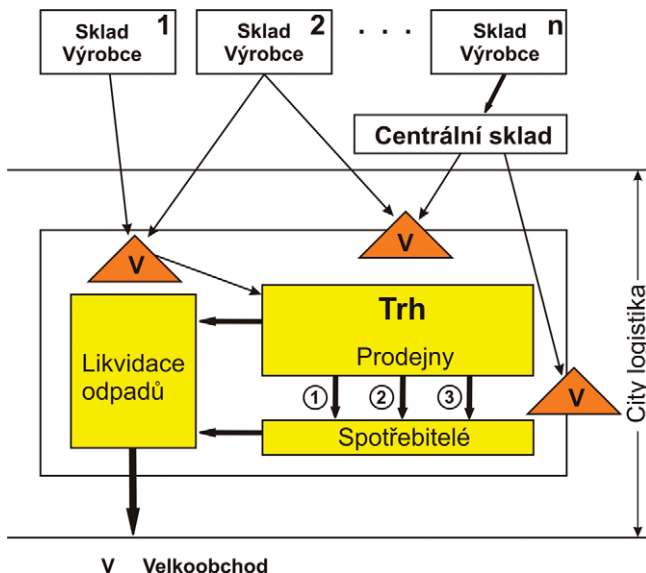 Sklad 1
Výrobce
Sklad 2
Výrobce
. . .
Sklad n
Výrobce
Centrální sklad
V
V
Trh
Prodejny
Likvidace
odpadů
1 2 3
V
Spotřebitelé
City logistika
V Velkoobchod